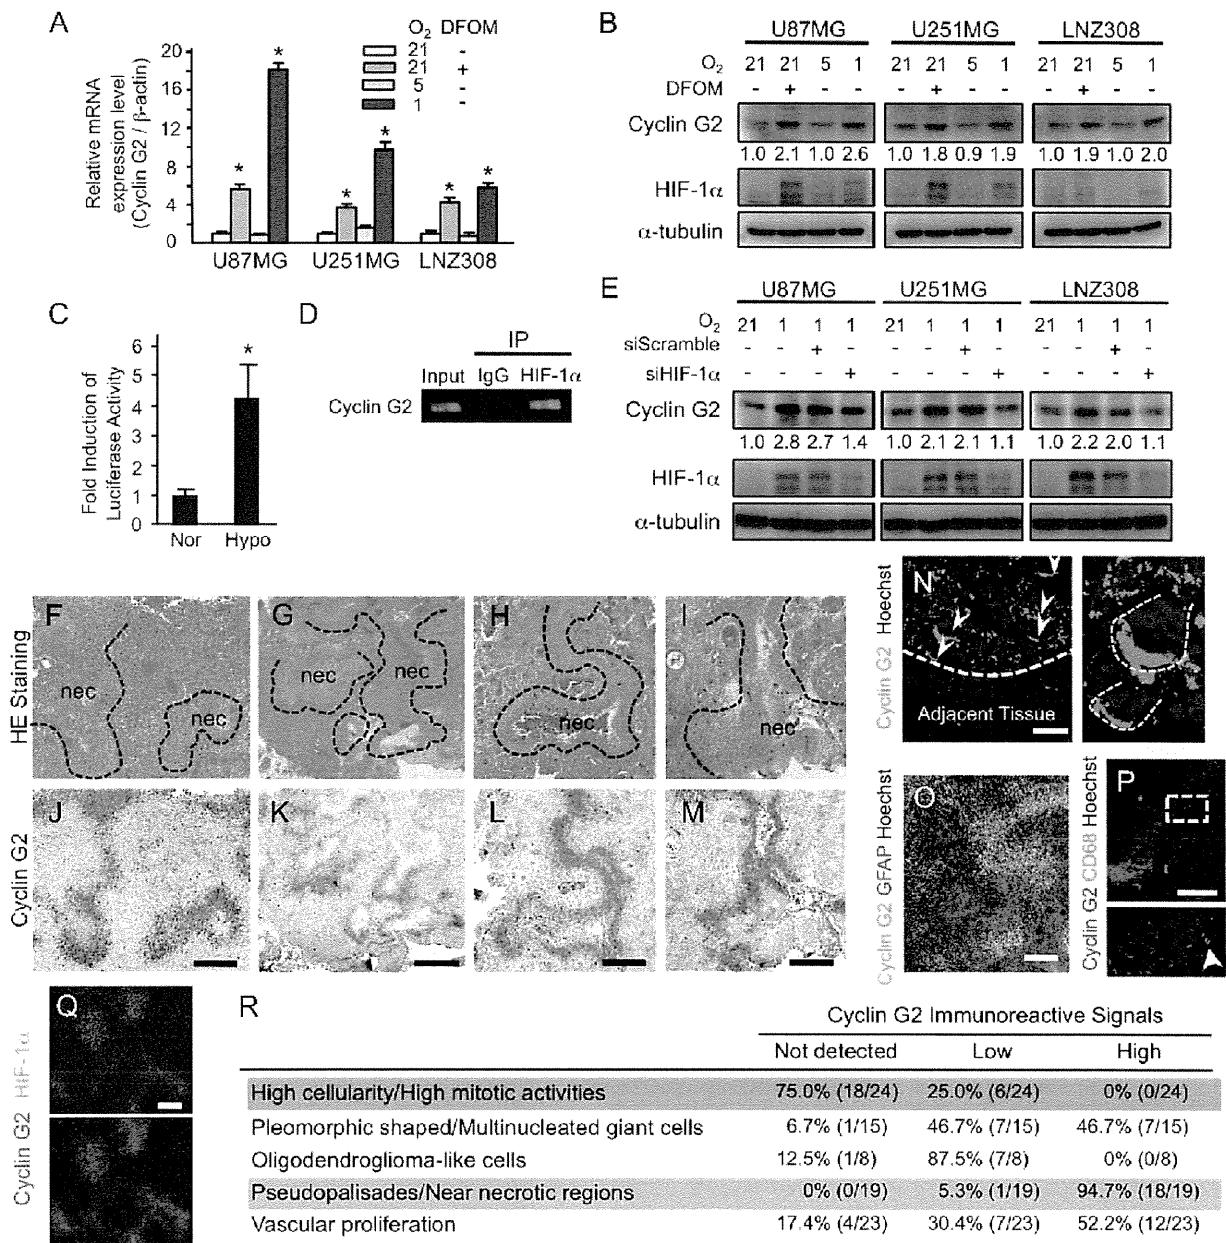 A
O2 DFOM
21 -
21 +
5 -
1 -
Relative mRNA
expression level
(Cyclin G2 / β-actin)
20
16
12
8
4
0
* * * * * *
U87MG U251MG LNZ308
B
U87MG U251MG LNZ308
O2 21 21 5 1 21 21 5 1 21 21 5 1
DFOM - + - - - + - - - + - -
Cyclin G2
1.0 2.1 1.0 2.6 1.0 1.8 0.9 1.9 1.0 1.9 1.0 2.0
HIF-1α
α-tubulin
C
Fold Induction of
Luciferase Activity
6
5
4
3
2
1
0
*
Nor Hypo
D
IP
Input IgG HIF-1α
Cyclin G2
E
U87MG U251MG LNZ308
O2 21 1 1 1 21 1 1 1 21 1 1 1
siScramble - - + - - - + - - - + -
siHIF-1α - - - + - - - + - - - +
Cyclin G2
1.0 2.8 2.7 1.4 1.0 2.1 2.1 1.1 1.0 2.2 2.0 1.1
HIF-1α
α-tubulin
HE Staining
F
nec
nec
G
nec
nec
H
nec
I
nec
Cyclin G2
J
K
L
M
Cyclin G2 Hoechst
N
Adjacent Tissue
Cyclin G2 GFAP Hoechst
O
Cyclin G2 CD68 Hoechst
P
Cyclin G2 HIF-1α
Q
R
Cyclin G2 Immunoreactive Signals
Not detected Low High
High cellularity/High mitotic activities 75.0% (18/24) 25.0% (6/24) 0% (0/24)
Pleomorphic shaped/Multinucleated giant cells 6.7% (1/15) 46.7% (7/15) 46.7% (7/15)
Oligodendroglioma-like cells 12.5% (1/8) 87.5% (7/8) 0% (0/8)
Pseudopalisades/Near necrotic regions 0% (0/19) 5.3% (1/19) 94.7% (18/19)
Vascular proliferation 17.4% (4/23) 30.4% (7/23) 52.2% (12/23)